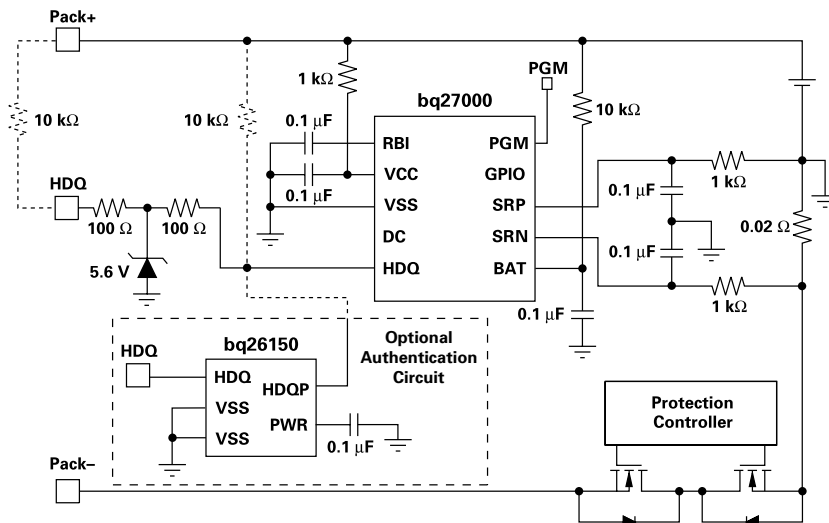 Pack+
PGM
1 kΩ
bq27000
10 kΩ
10 kΩ
0.1 μF
10 kΩ
RBI
PGM
VCC
GPIO
0.1 μF
1 kΩ
0.1 μF
HDQ
VSS
SRP
100 Ω
100 Ω
0.02 Ω
DC
SRN
0.1 μF
5.6 V
HDQ
BAT
1 kΩ
0.1 μF
Optional
Authentication
Circuit
HDQ
bq26150
HDQ
HDQP
VSS
PWR
VSS
0.1 μF
Protection
Controller
Pack–